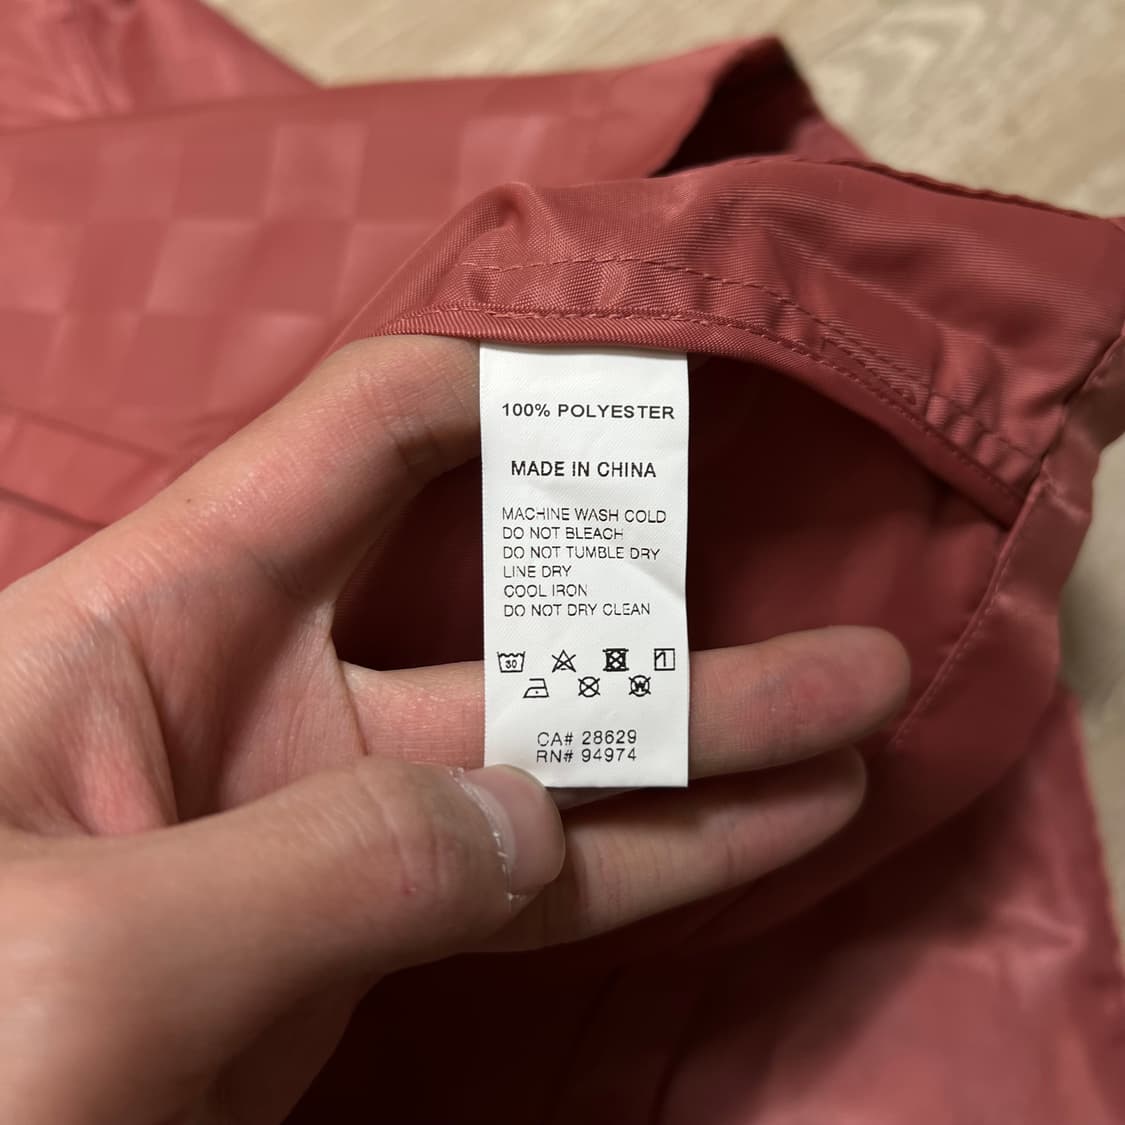 100% POLYESTER
MADE IN CHINA
MACHINE WASH COLD
DO NOT BLEACH
DO NOT TUMBLE DRY
LINE DRY
COOL IRON
DO NOT DRY CLEAN
30
W
CA# 28629
RN# 94974